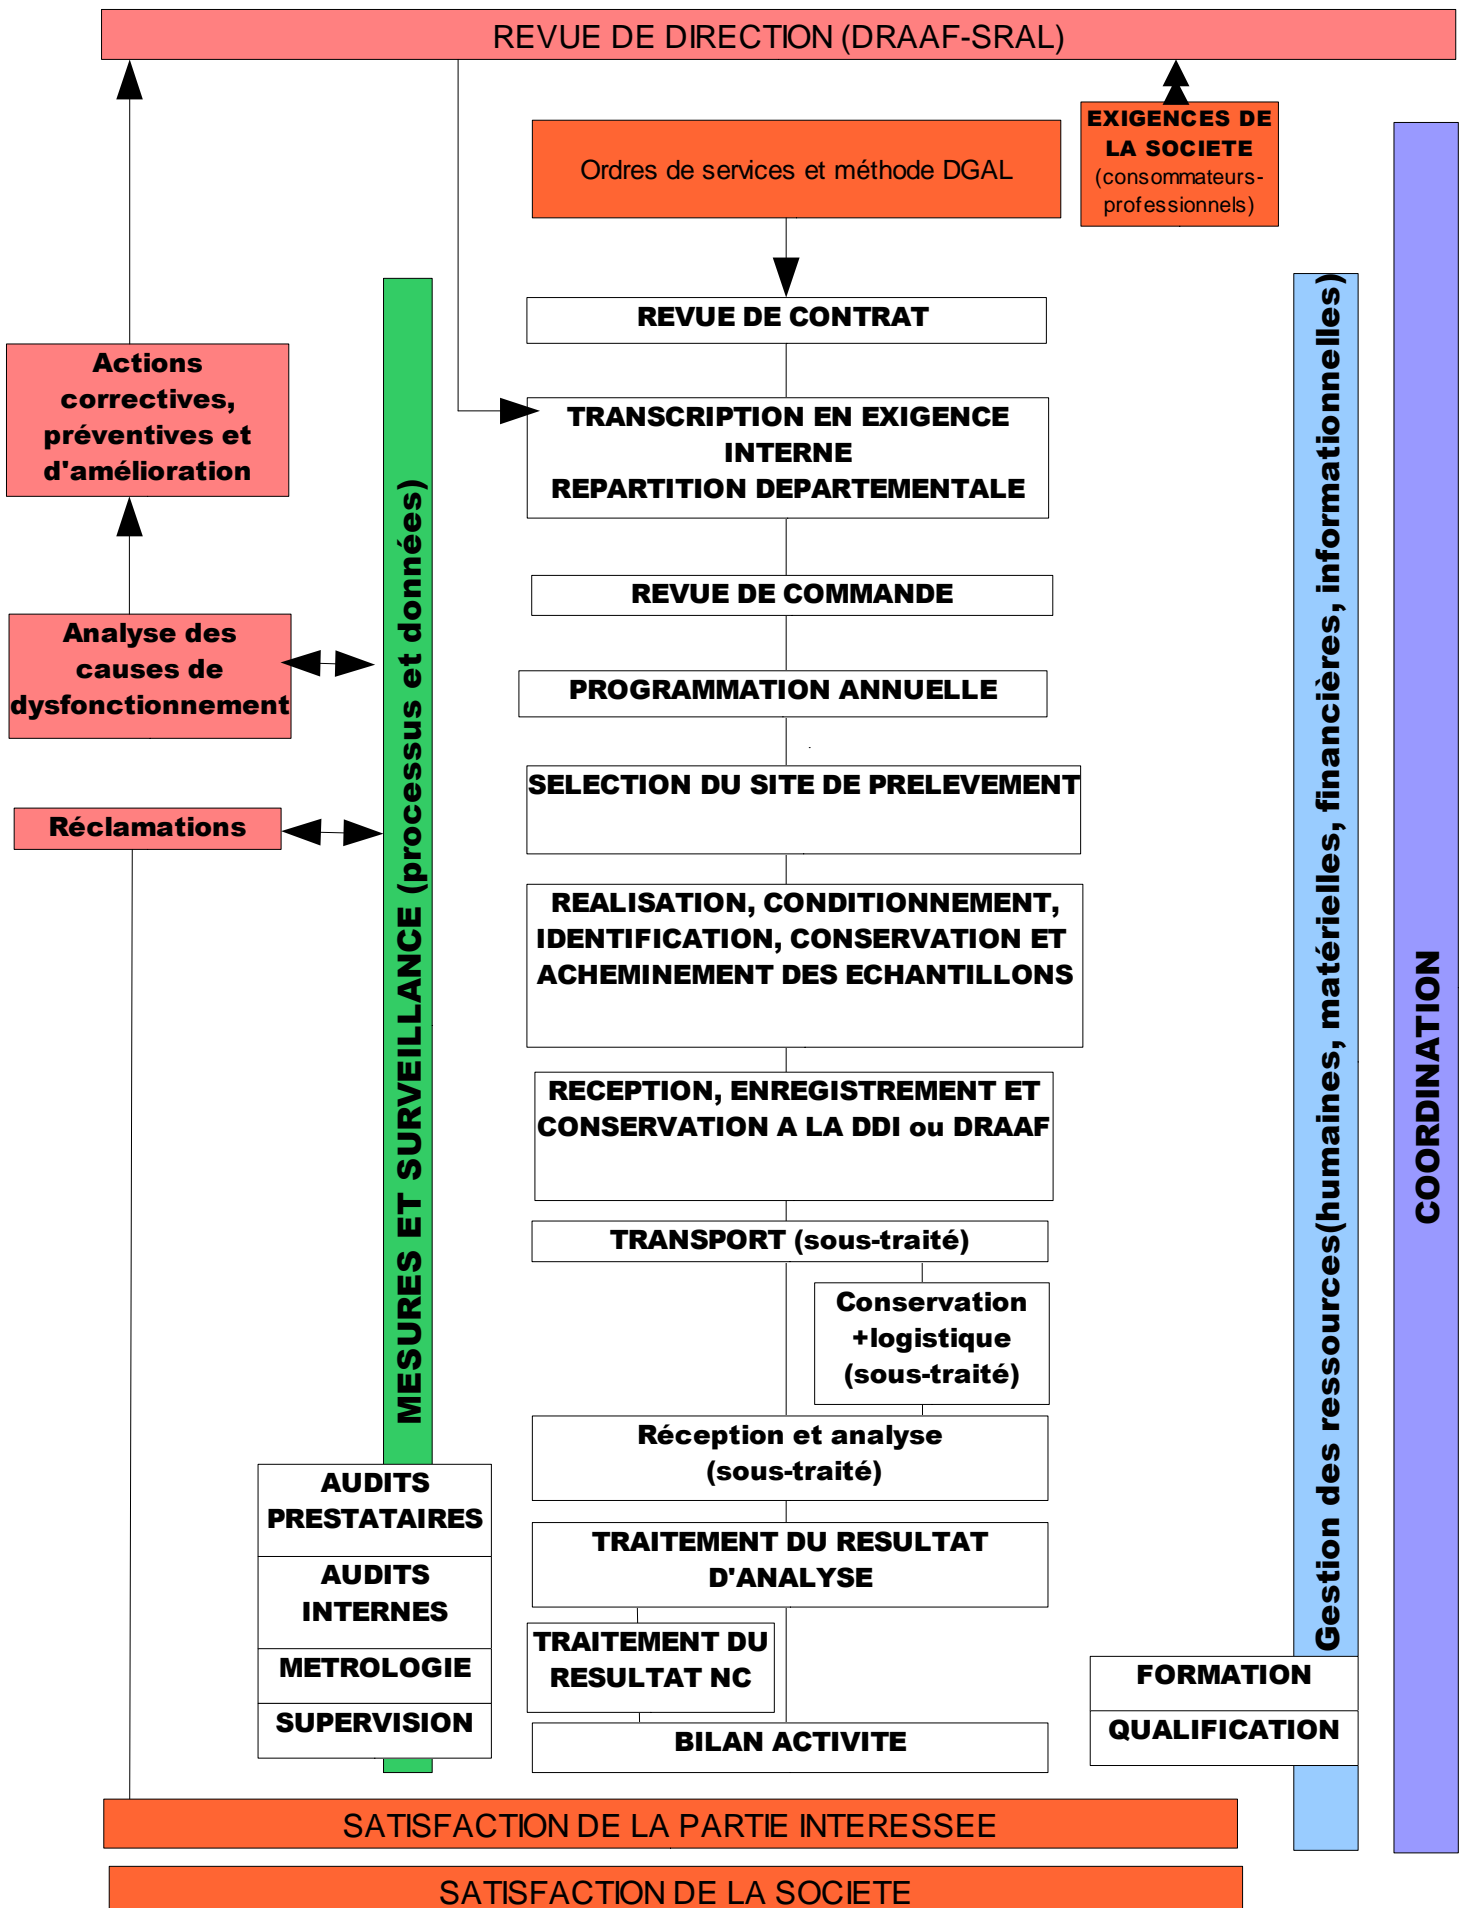 REVUE DE DIRECTION (DRAAF-SRAL)
EXIGENCES DE
LA SOCIETE
(consommateurs-
professionnels)
Ordres de services et méthode DGAL
REVUE DE CONTRAT
Actions
correctives,
préventives et
d'amélioration
TRANSCRIPTION EN EXIGENCE
INTERNE
REPARTITION DEPARTEMENTALE
REVUE DE COMMANDE
Analyse des
causes de
dysfonctionnement
PROGRAMMATION ANNUELLE
SELECTION DU SITE DE PRELEVEMENT
Réclamations
MESURES ET SURVEILLANCE (processus et données)
REALISATION, CONDITIONNEMENT,
IDENTIFICATION, CONSERVATION ET
ACHEMINEMENT DES ECHANTILLONS
RECEPTION, ENREGISTREMENT ET
CONSERVATION A LA DDI ou DRAAF
TRANSPORT (sous-traité)
Conservation
+logistique
(sous-traité)
Réception et analyse
(sous-traité)
TRAITEMENT DU RESULTAT
D'ANALYSE
TRAITEMENT DU
RESULTAT NC
BILAN ACTIVITE
AUDITS
PRESTATAIRES
AUDITS
INTERNES
METROLOGIE
SUPERVISION
Gestion des ressources(humaines, matérielles, financières, informationnelles)
FORMATION
QUALIFICATION
COORDINATION
SATISFACTION DE LA PARTIE INTERESSEE
SATISFACTION DE LA SOCIETE